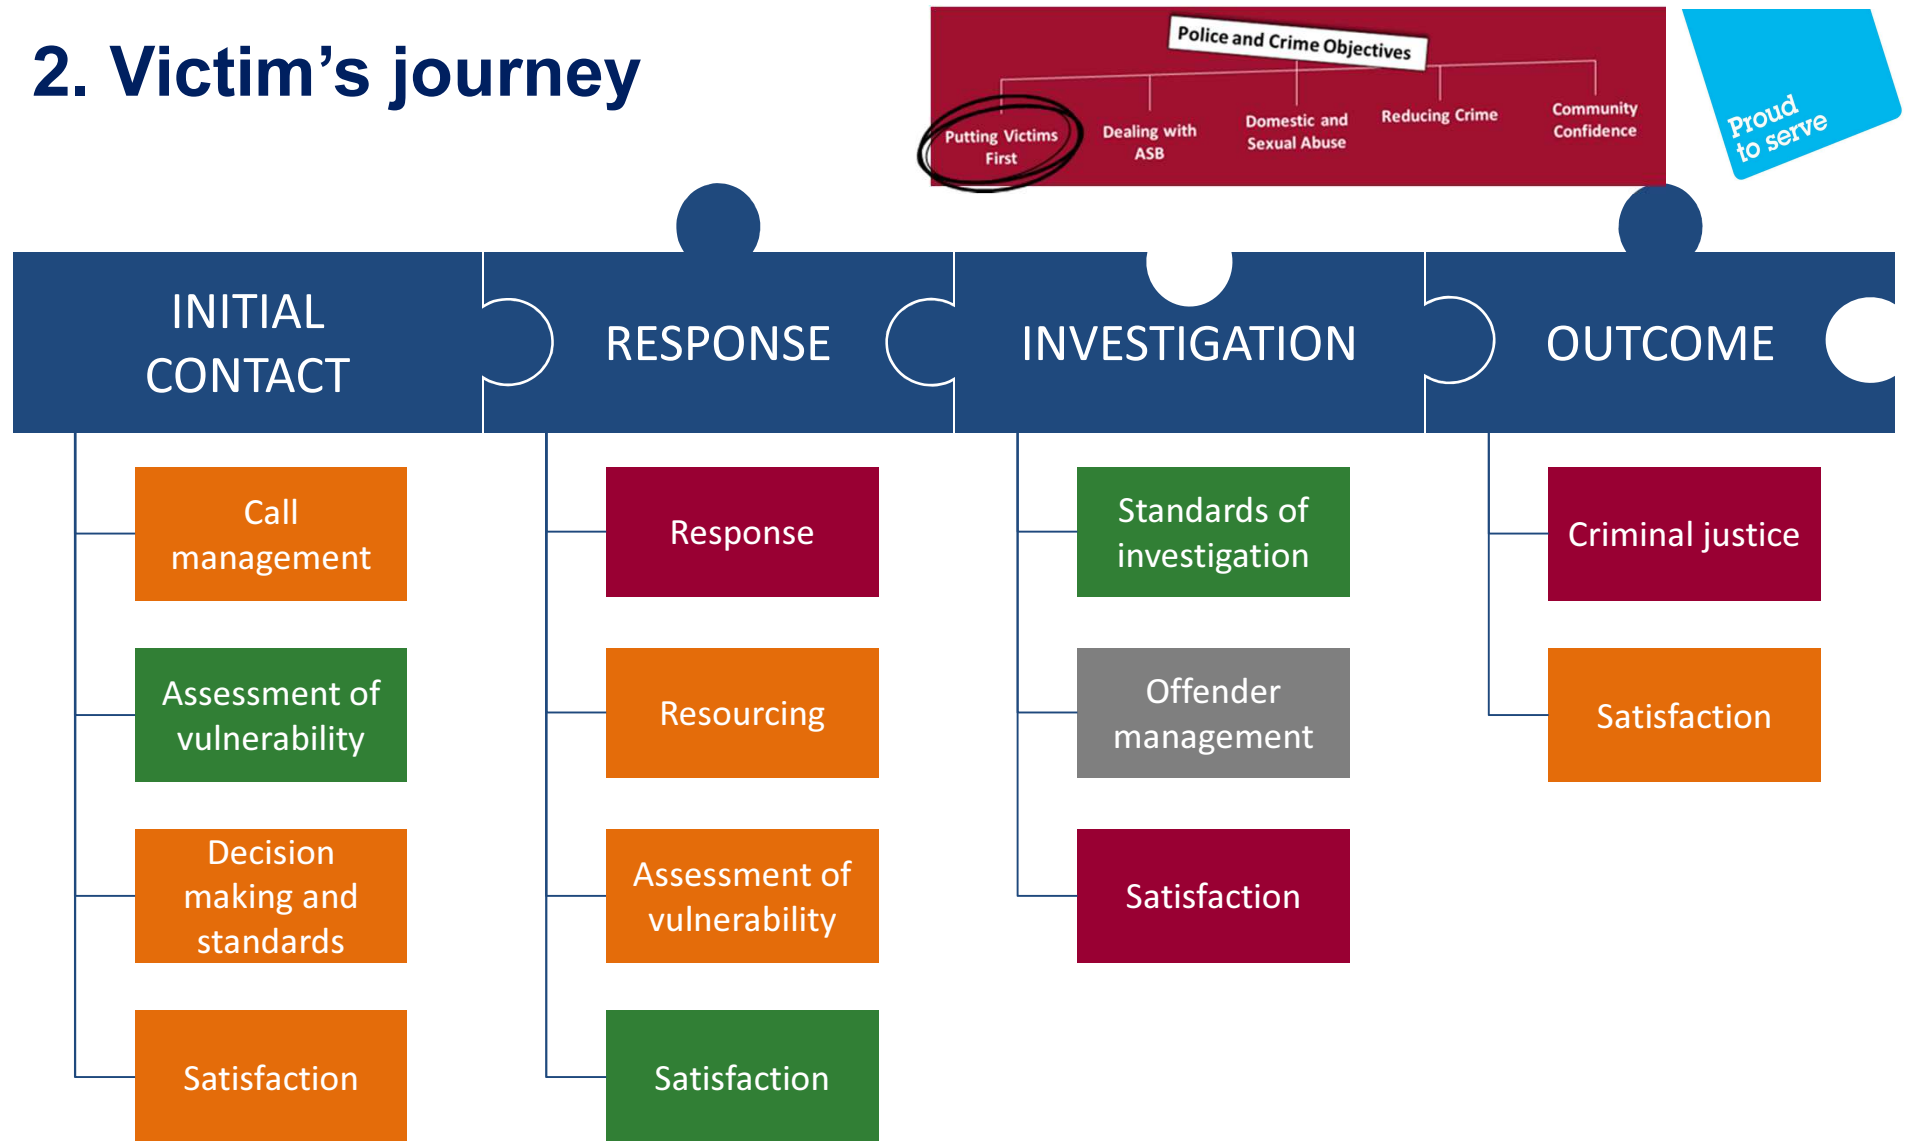 2. Victim’s journey
Police and Crime Objectives
Putting Victims
First
Dealing with
ASB
Domestic and
Sexual Abuse
Reducing Crime
Community
Confidence
Proud
to serve
INITIAL
CONTACT
RESPONSE
INVESTIGATION
OUTCOME
Call
management
Assessment of
vulnerability
Decision
making and
standards
Satisfaction
Response
Resourcing
Assessment of
vulnerability
Satisfaction
Standards of
investigation
Offender
management
Satisfaction
Criminal justice
Satisfaction